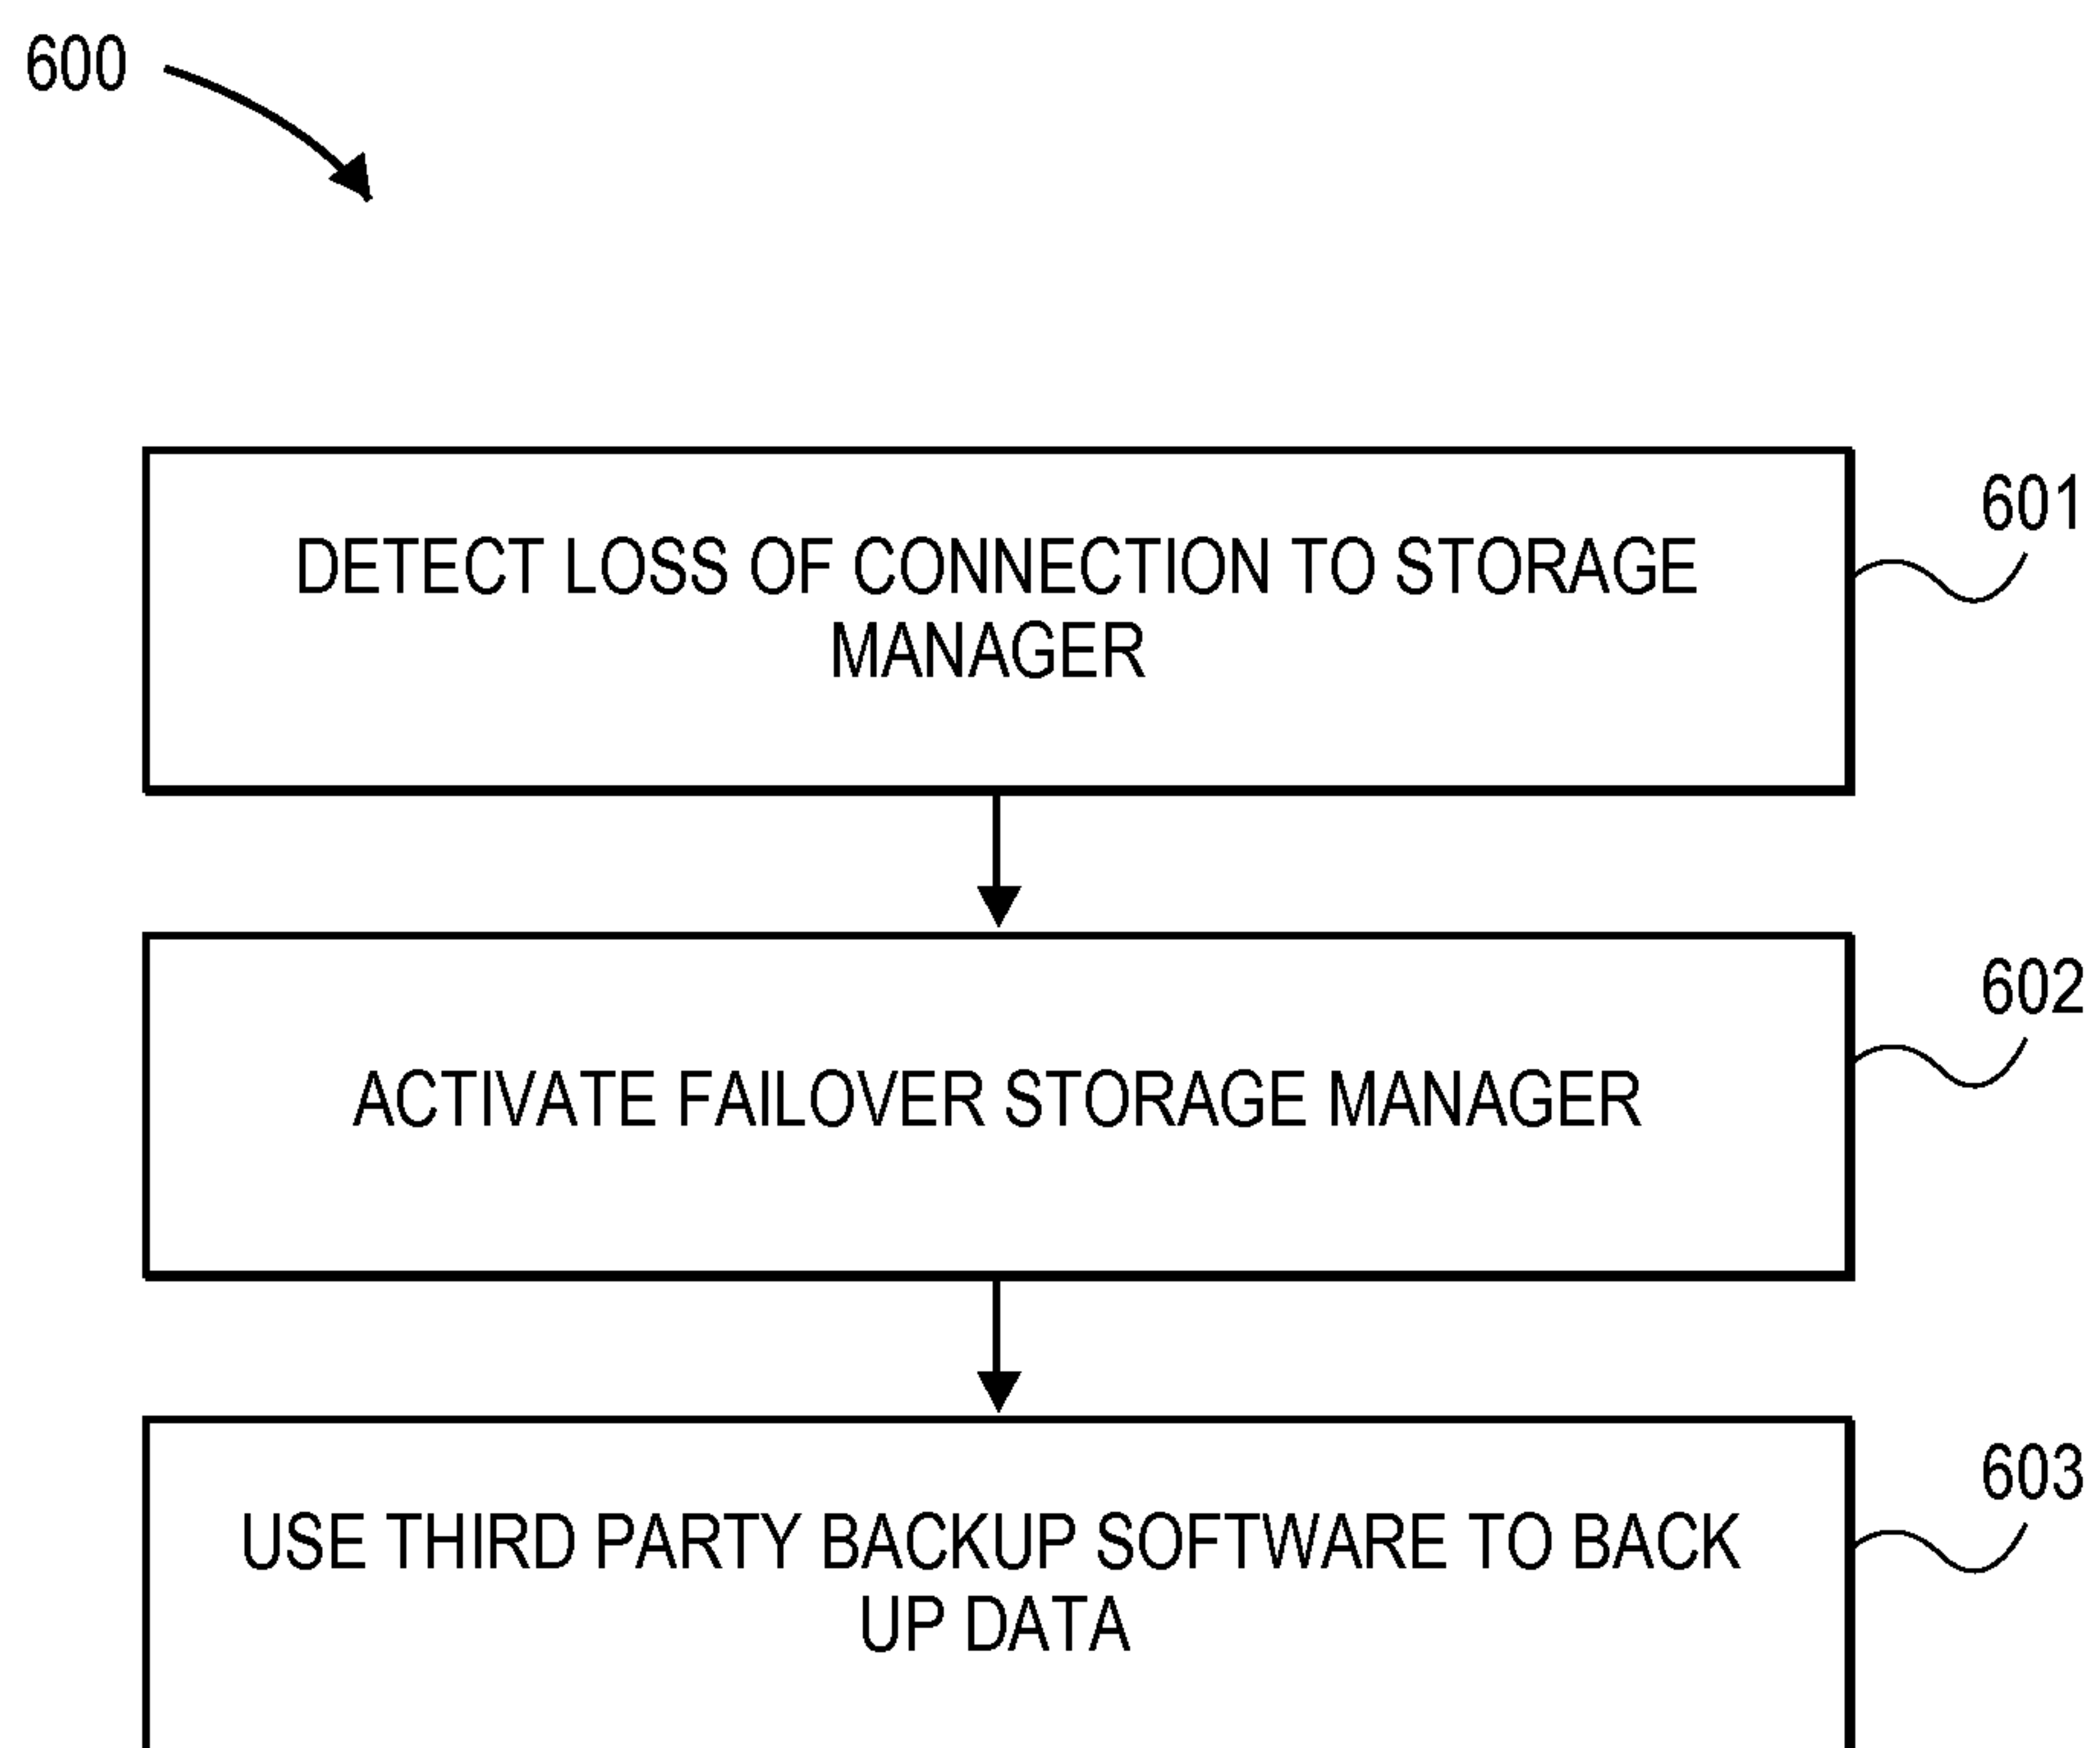 600
601
DETECT LOSS OF CONNECTION TO STORAGE
MANAGER
602
ACTIVATE FAILOVER STORAGE MANAGER
603
USE THIRD PARTY BACKUP SOFTWARE TO BACK
UP DATA